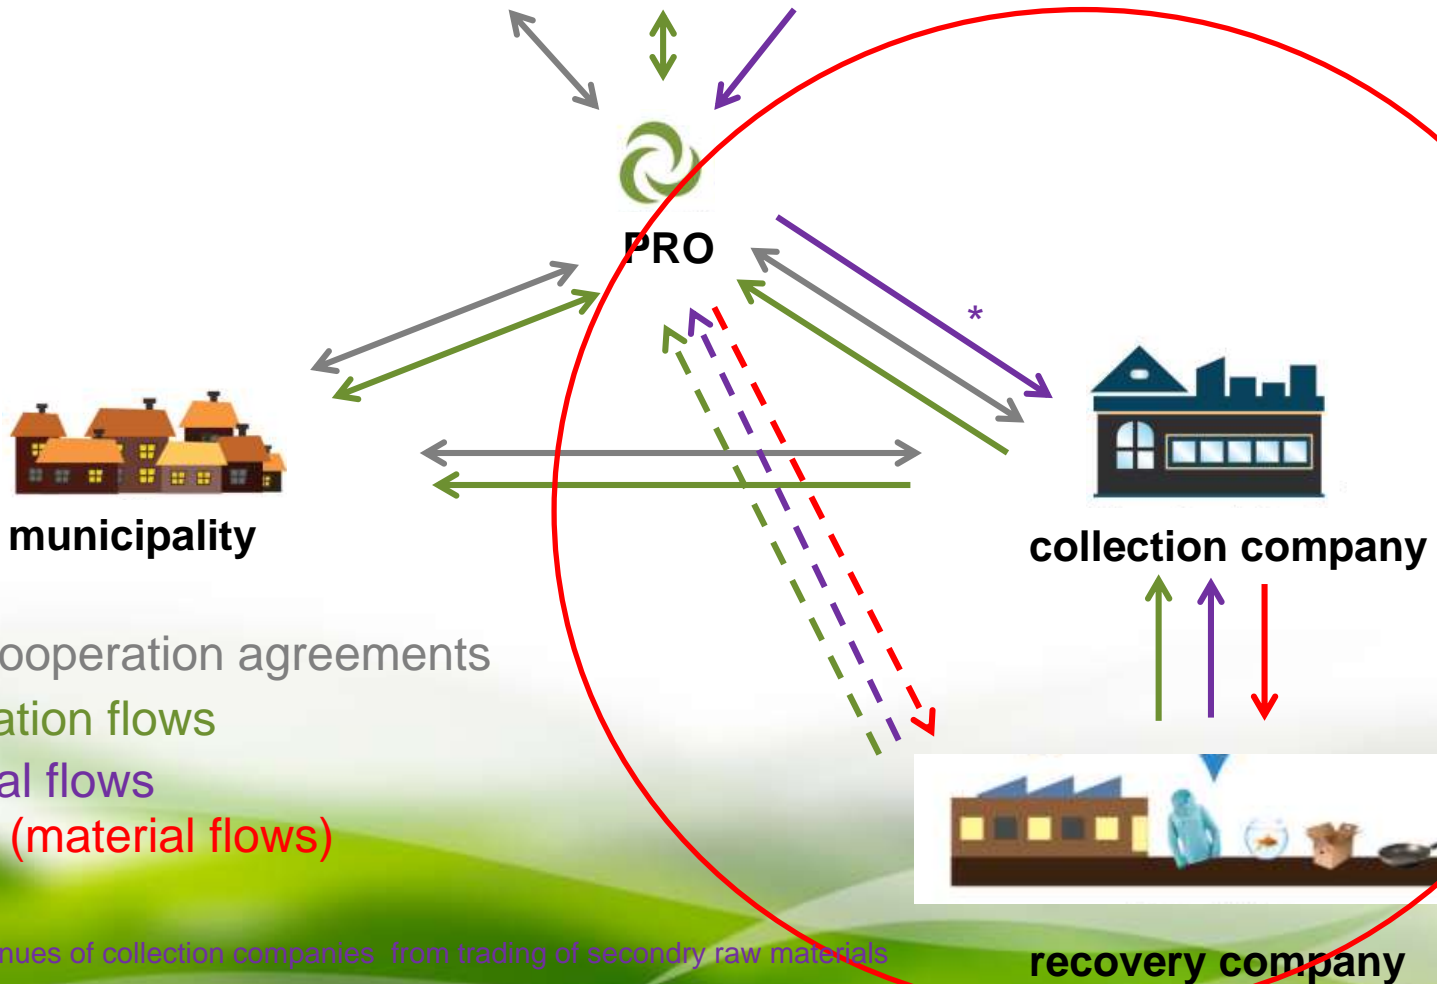 PRO
*
municipality
collection company
ooperation agreements
ation flows
al flows
(material flows)
nues of collection companies from trading of secondry raw materials
recovery company